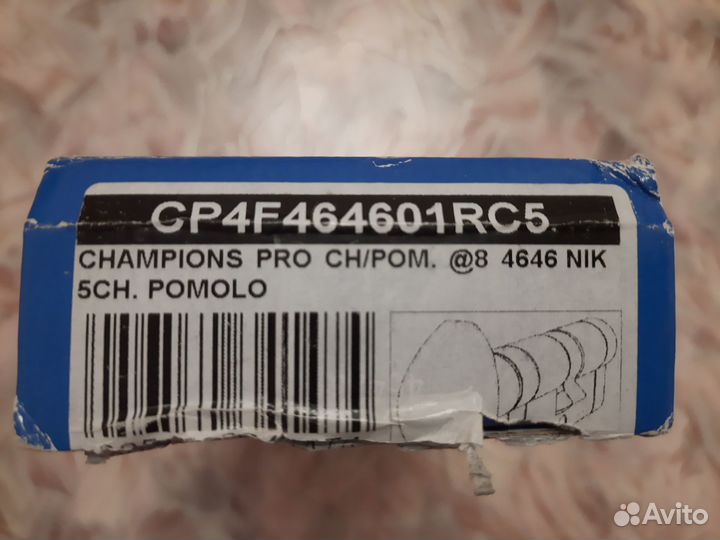 CP4F464601RC5
CHAMPIONS PRO CH/POM. @8 4646 NIK
5CH. POMOLO
Avito